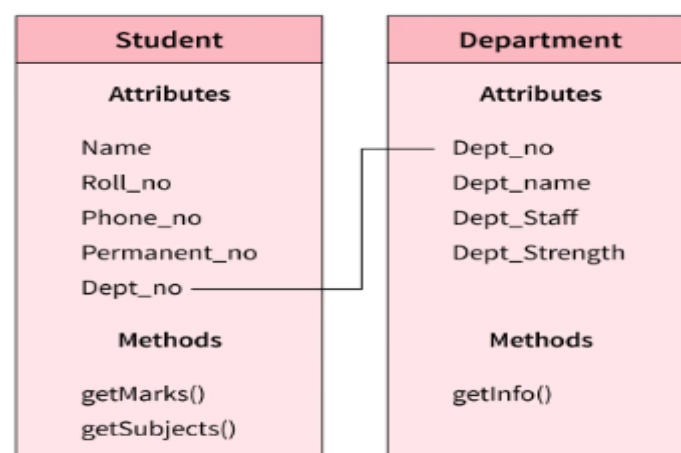 Student
Attributes
Name
Roll_no
Phone_no
Permanent_no
Dept_no
Methods
getMarks()
getSubjects()
Department
Attributes
Dept_no
Dept_name
Dept_Staff
Dept_Strength
Methods
getInfo()